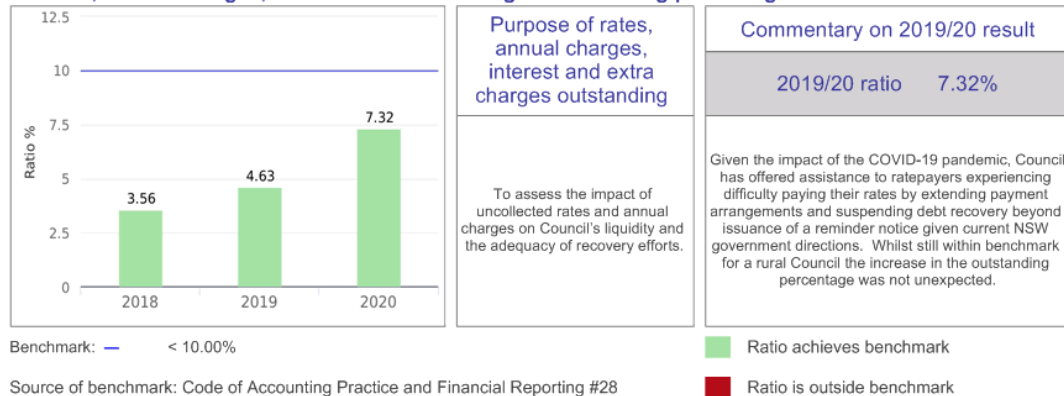 12.5
10
7.5
5
2.5
0
Ratio %
3.56
4.63
7.32
2018
2019
2020
Purpose of rates,
annual charges,
interest and extra
charges outstanding
To assess the impact of
uncollected rates and annual
charges on Council's liquidity and
the adequacy of recovery efforts.
Commentary on 2019/20 result
2019/20 ratio 7.32%
Given the impact of the COVID-19 pandemic, Council
has offered assistance to ratepayers experiencing
difficulty paying their rates by extending payment
arrangements and suspending debt recovery beyond
issuance of a reminder notice given current NSW
government directions. Whilst still within benchmark
for a rural Council the increase in the outstanding
percentage was not unexpected.
Benchmark: — < 10.00%
Source of benchmark: Code of Accounting Practice and Financial Reporting #28
Ratio achieves benchmark
Ratio is outside benchmark